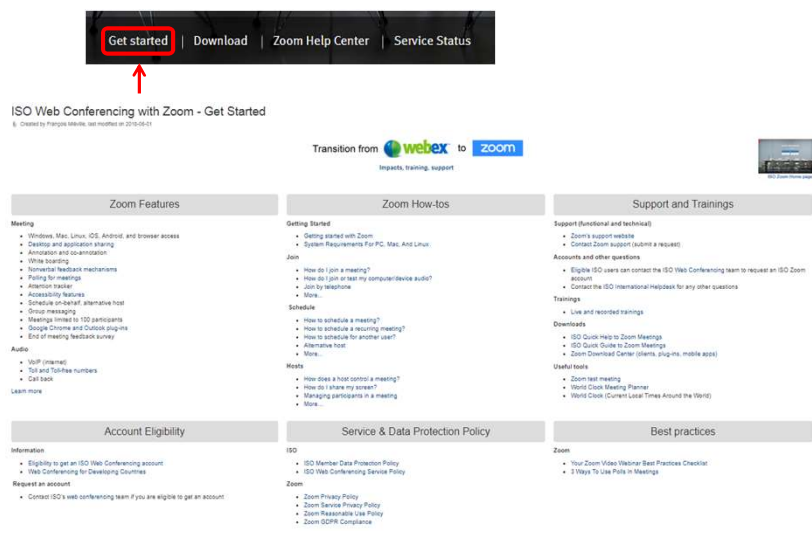 Get started | Download | Zoom Help Center | Service Status
ISO Web Conferencing with Zoom - Get Started
Created by François Miéville, last modified on 2019-08-01
Transition from webex to zoom
Impacts, training, support
ISO Zoom Home page
Zoom Features
Meeting
Windows, Mac, Linux, iOS, Android, and browser access
Desktop and application sharing
Annotation and co-annotation
White boarding
Nonverbal feedback mechanisms
Polling for meetings
Attention tracker
Accessibility features
Schedule on-behalf, alternative host
Group messaging
Meetings limited to 100 participants
Google Chrome and Outlook plug-ins
End of meeting feedback survey
Audio
VoIP (internet)
Toll and Toll-free numbers
Call back
Learn more
Zoom How-tos
Getting Started
Getting started with Zoom
System Requirements For PC, Mac, And Linux
Join
How do I join a meeting?
How do I join or test my computer/device audio?
Join by telephone
More...
Schedule
How to schedule a meeting?
How to schedule a recurring meeting?
How to schedule for another user?
Alternative host
More...
Hosts
How does a host control a meeting?
How do I share my screen?
Managing participants in a meeting
More...
Support and Trainings
Support (functional and technical)
Zoom's support website
Contact Zoom support (submit a request)
Accounts and other questions
Eligible ISO users can contact the ISO Web Conferencing team to request an ISO Zoom
account
Contact the ISO International Helpdesk for any other questions
Trainings
Live and recorded trainings
Downloads
ISO Quick Help to Zoom Meetings
ISO Quick Guide to Zoom Meetings
Zoom Download Center (clients, plug-ins, mobile apps)
Useful tools
Zoom test meeting
World Clock Meeting Planner
World Clock (Current Local Times Around the World)
Account Eligibility
Information
Eligibility to get an ISO Web Conferencing account
Web Conferencing for Developing Countries
Request an account
Contact ISO's web conferencing team if you are eligible to get an account
Service & Data Protection Policy
ISO
ISO Member Data Protection Policy
ISO Web Conferencing Service Policy
Zoom
Zoom Privacy Policy
Zoom Service Privacy Policy
Zoom Reasonable Use Policy
Zoom GDPR Compliance
Best practices
Zoom
Your Zoom Video Webinar Best Practices Checklist
3 Ways To Use Polls In Meetings